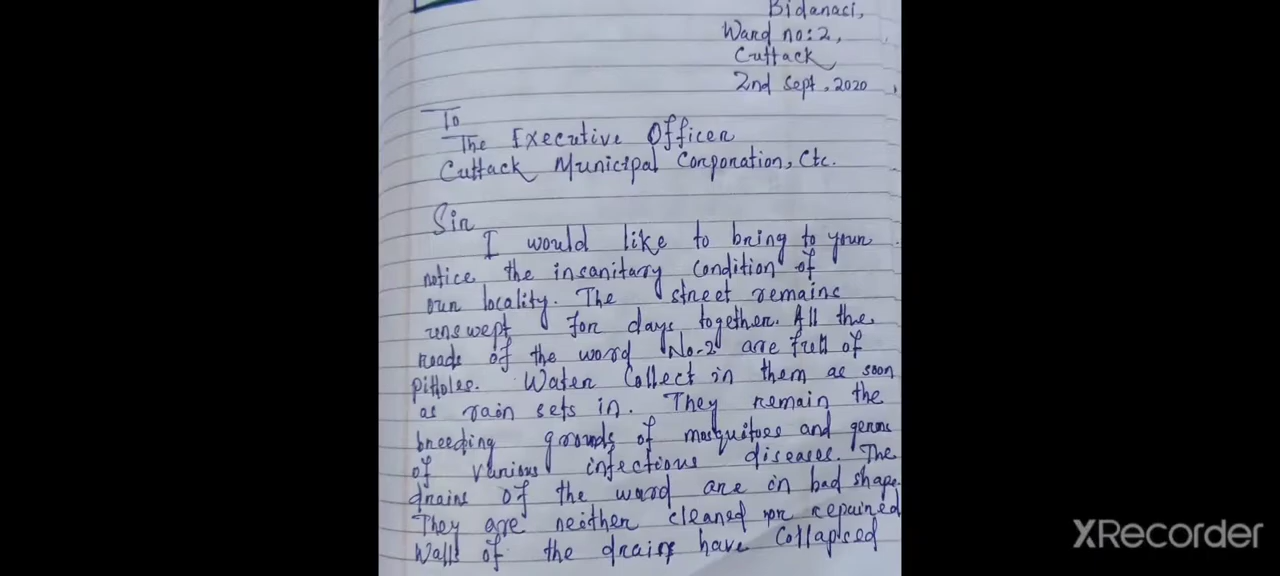 Bidanaci,
Ward no:2,
Cuttack
2nd Sept, 2020
To
The Executive Officer
Cuttack Municipal Corporation, Ctc.
Sir
I would like to bring to your
notice the insanitary condition of
our locality. The street remains
unswept for days together. All the
roads of the word No-2 are full of
pitholes. Water collect in them as soon
as rain sets in. They remain the
breeding grounds of mosquitoes and germs
of various infectious diseases. The
drains of the ward are in bad shape.
They are neither cleaned nor repaired
Walls of the drains have collapsed
XRecorder